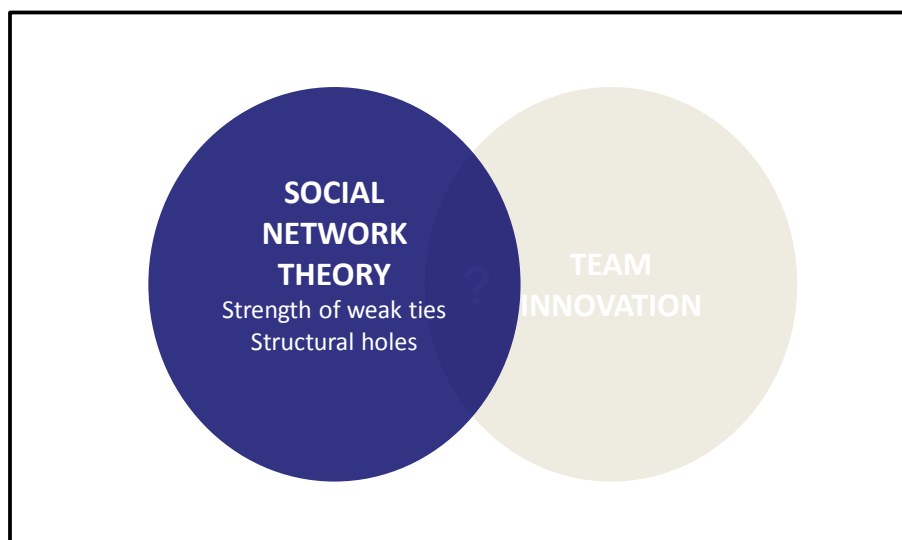 SOCIAL
NETWORK
THEORY
Strength of weak ties
Structural holes
?
TEAM
INNOVATION